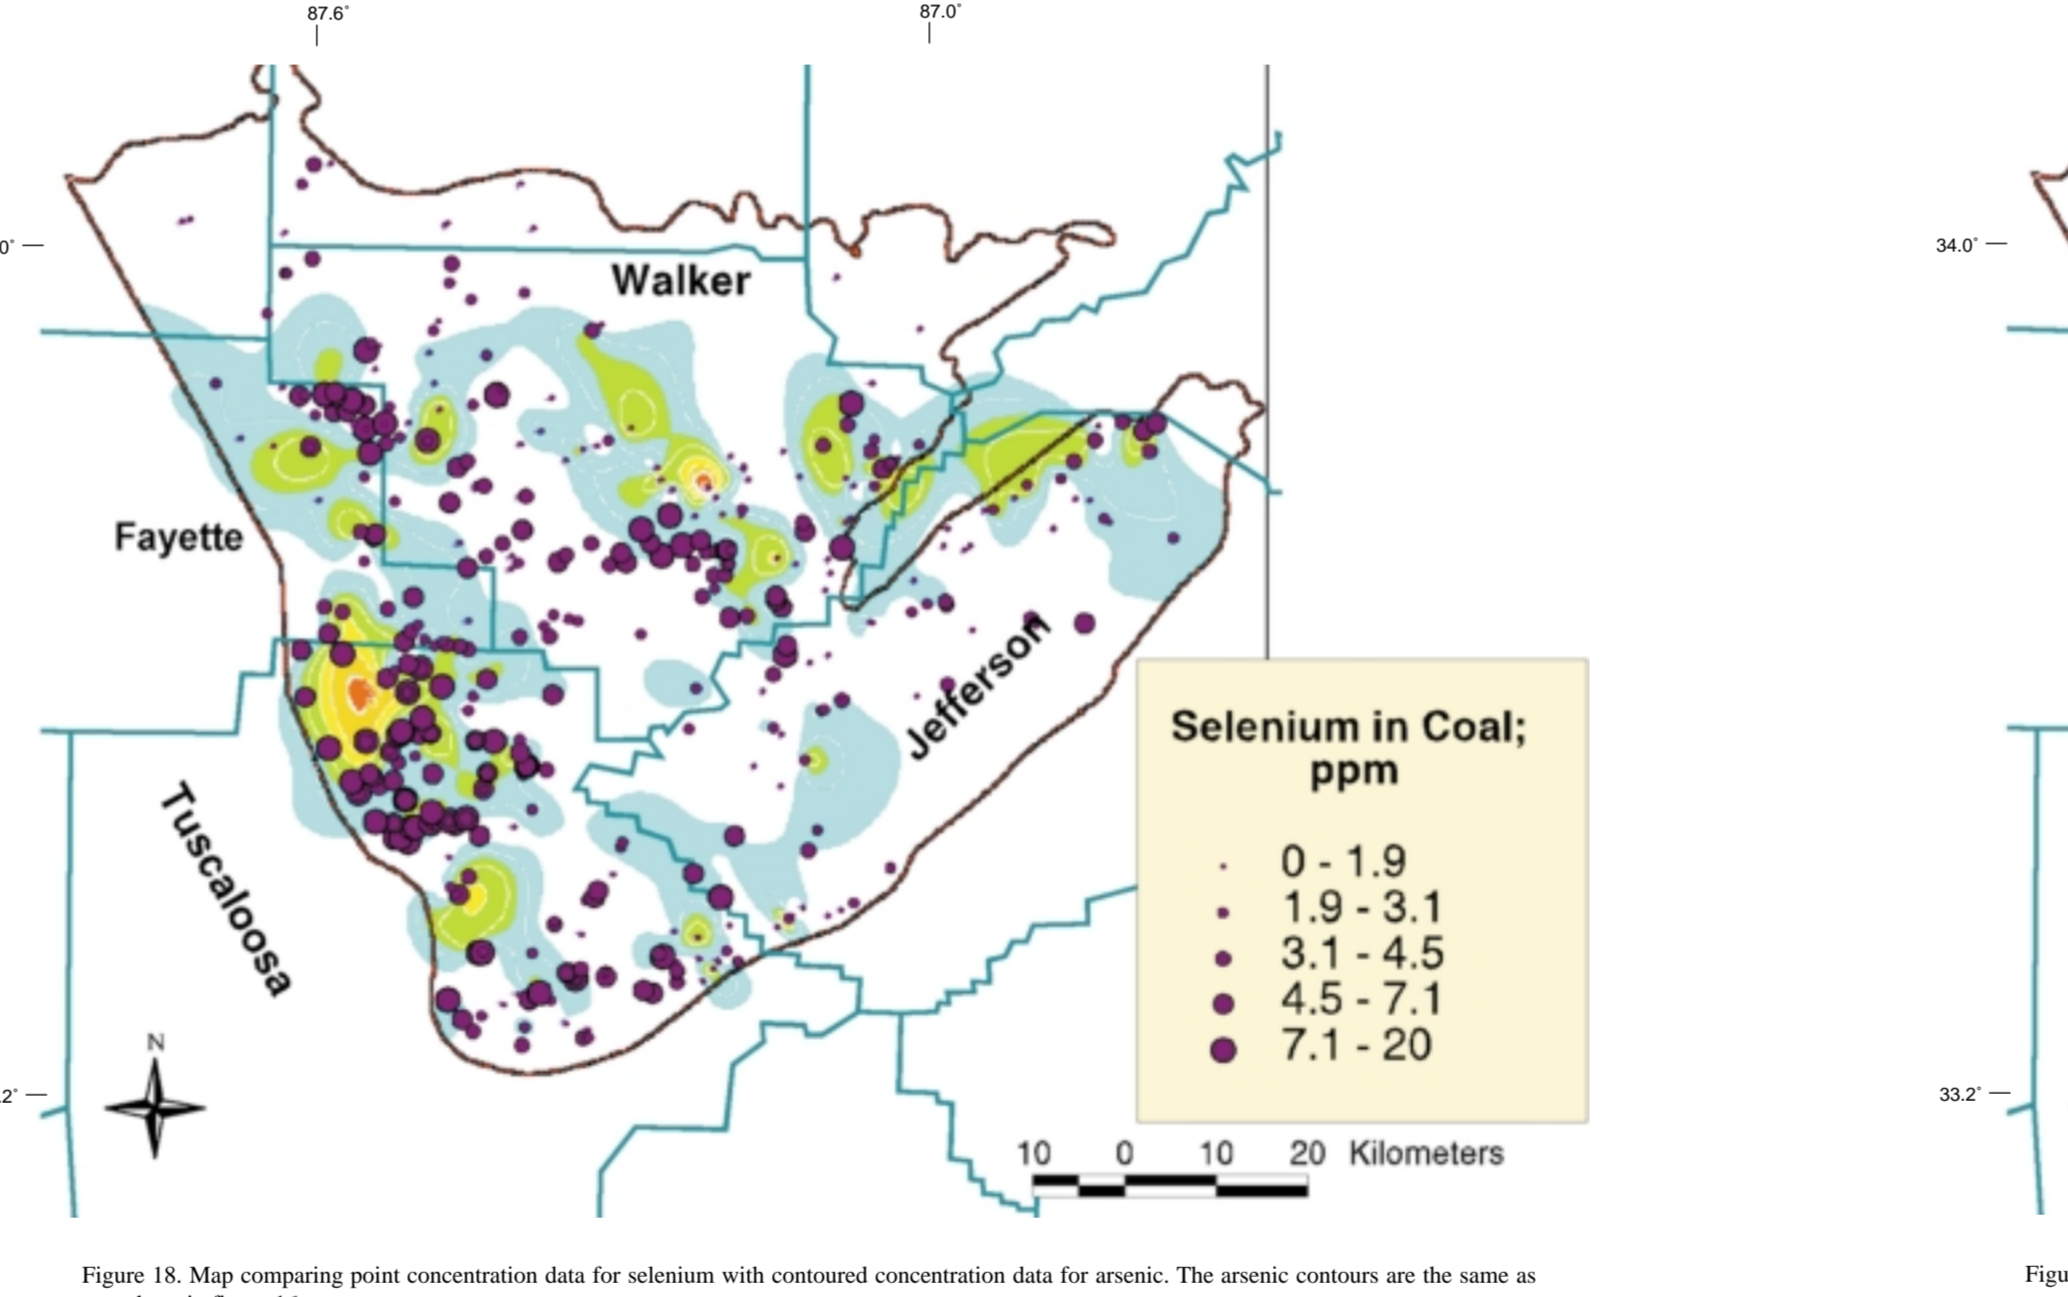 87.6°
87.0°
0°
34.0°
Walker
Fayette
Jefferson
Tuscaloosa
Selenium in Coal;
ppm
0 - 1.9
1.9 - 3.1
3.1 - 4.5
4.5 - 7.1
7.1 - 20
N
.2°
33.2°
10 0 10 20 Kilometers
Figure 18. Map comparing point concentration data for selenium with contoured concentration data for arsenic. The arsenic contours are the same as
Figu